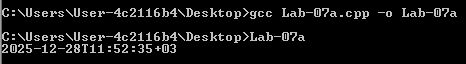 C:\Users\User-4c2116b4\Desktop>gcc Lab-07a.cpp -o Lab-07a
C:\Users\User-4c2116b4\Desktop>Lab-07a
2025-12-28T11:52:35+03